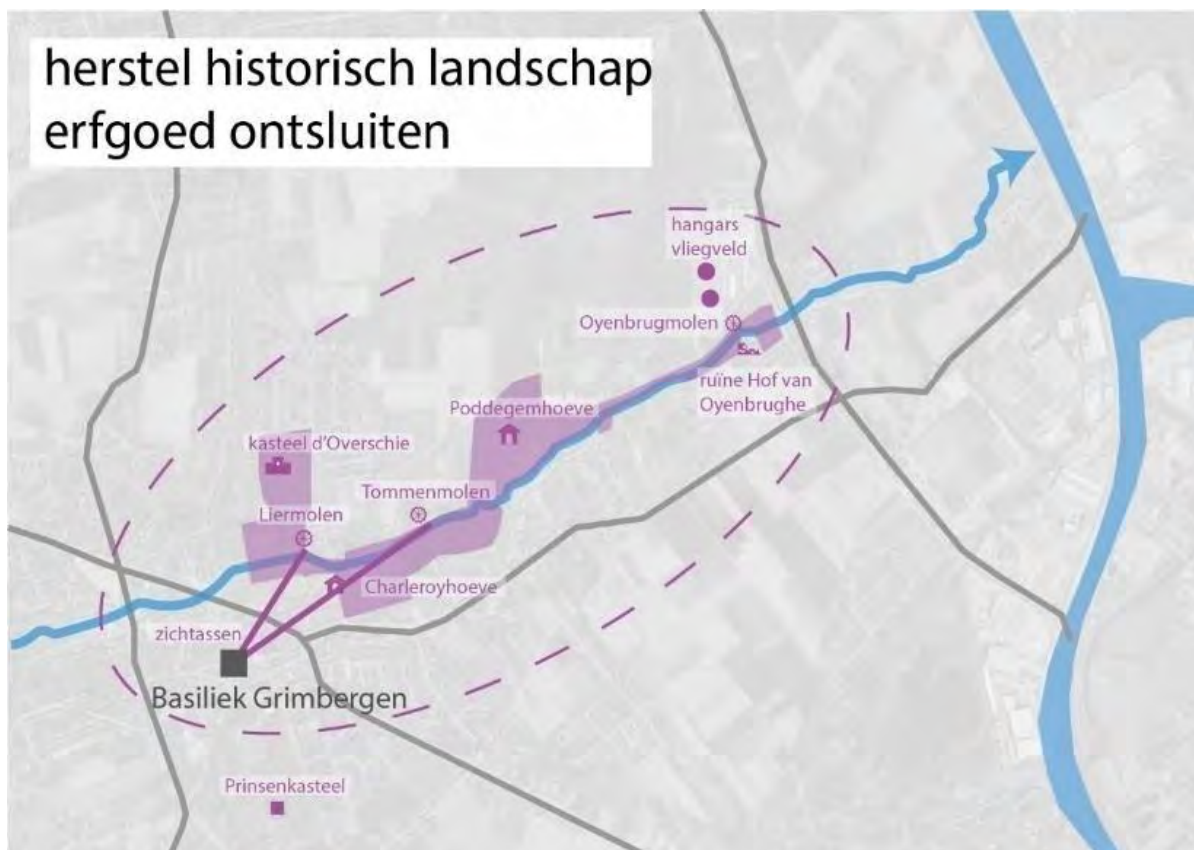 herstel historisch landschap
erfgoed ontsluiten
hangars
vliegveld
Oyenbrugmolen
ruïne Hof van
Oyenbrughe
Poddegemhoeve
kasteel d'Overschie
Tommenmolen
Liermolen
Charleroyhoeve
zichtassen
Basiliek Grimbergen
Prinsenkasteel